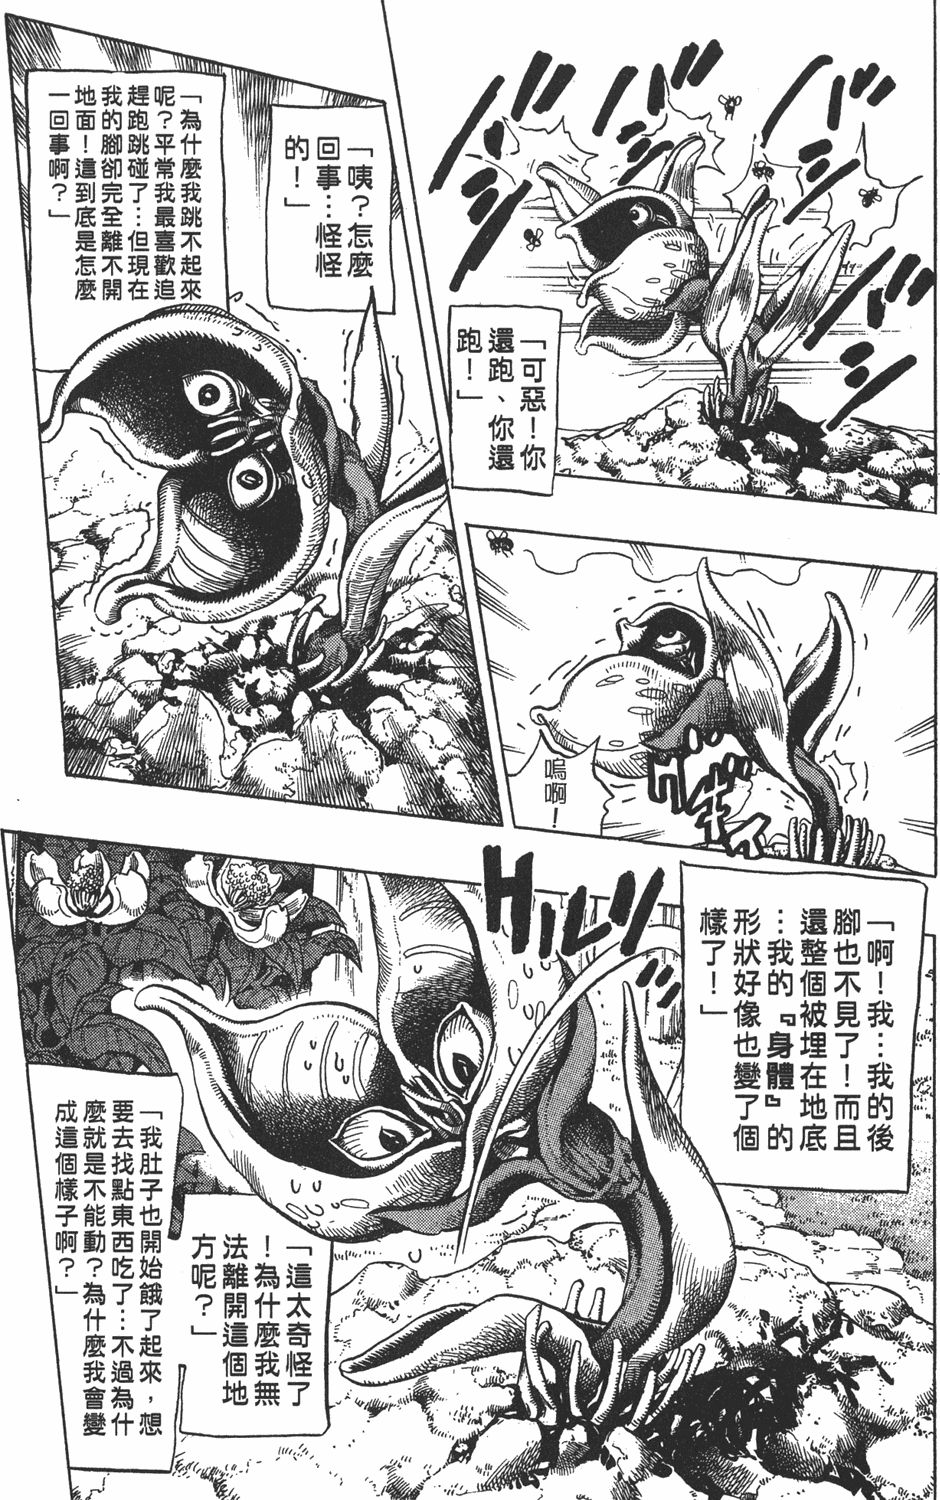 バシ
バシ
バシ
バシ
「可惡！你
還跑、你還
跑！」
「咦？怎麼
回事…怪怪
的！」
「為什麼我跳不起來
呢？平常我最喜歡追
趕跑跳碰了…但現在
我的腳卻完全離不開
地面！這到底是怎麼
一回事啊？」
嗚啊！
「啊！我…我的後
腳也不見了！而且
還整個被埋在地底
…我的『身體』的
形狀好像也變了個
樣了！」
「這太奇怪了
！為什麼我無
法離開這個地
方呢？」
「我肚子也開始餓了起來，想
要去找點東西吃了…不過為什
麼就是不能動？為什麼我會變
成這個樣子啊？」